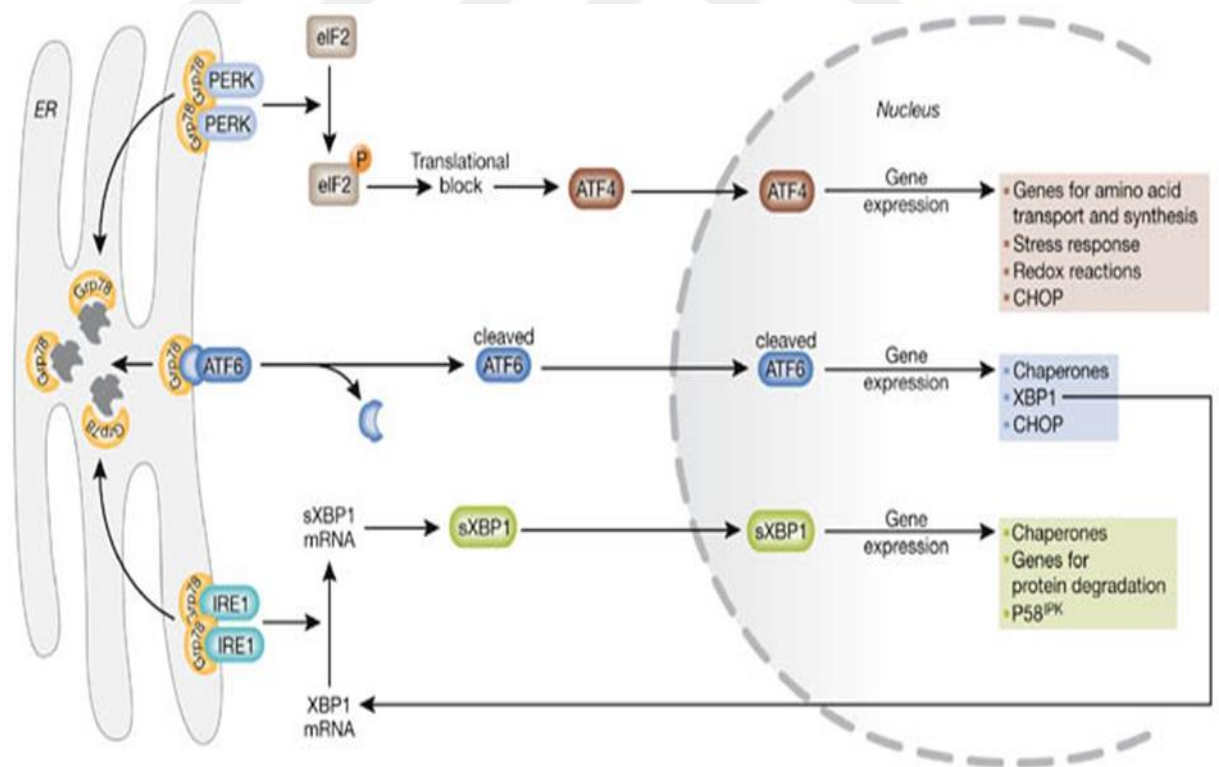 ER
Grp78
PERK
Grp78
PERK
eIF2
eIF2
P
Translational
block
ATF4
Nucleus
ATF4
Gene
expression
Genes for amino acid
transport and synthesis
Stress response
Redox reactions
CHOP
Grp78
Grp78
Grp78
Grp78
ATF6
cleaved
ATF6
cleaved
ATF6
Gene
expression
Chaperones
XBP1
CHOP
sXBP1
mRNA
sXBP1
sXBP1
Gene
expression
Chaperones
Genes for
protein degradation
P58IPK
Grp78
IRE1
Grp78
IRE1
XBP1
mRNA